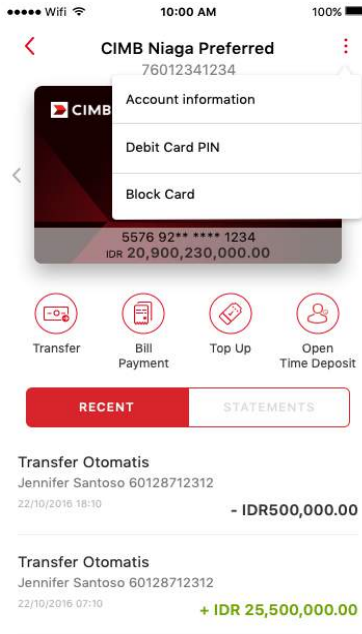 Wifi 10:00 AM 100%
CIMB Niaga Preferred
76012341234
Account information
CIMB
Debit Card PIN
Block Card
5576 92** **** 1234
IDR 20,900,230,000.00
Transfer
Bill Payment
Top Up
Open Time Deposit
RECENT STATEMENTS
Transfer Otomatis
Jennifer Santoso 60128712312
22/10/2016 18:10
- IDR500,000.00
Transfer Otomatis
Jennifer Santoso 60128712312
22/10/2016 07:10
+ IDR 25,500,000.00